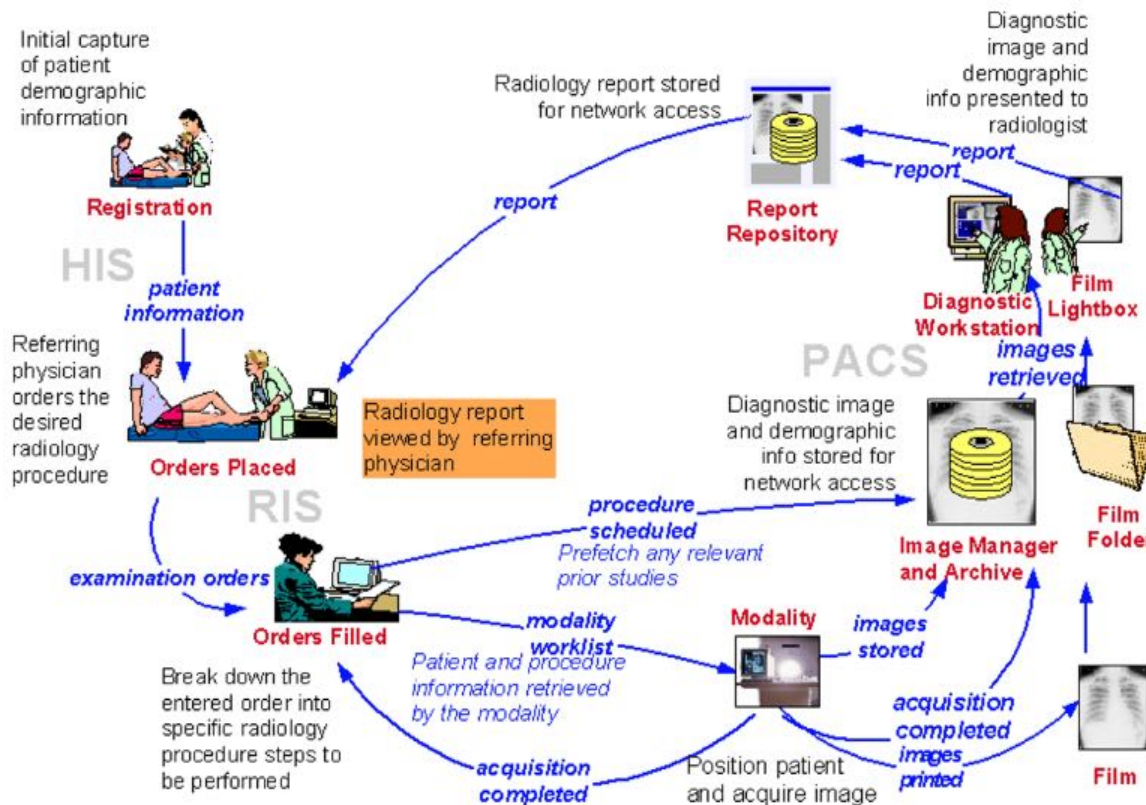 Initial capture
of patient
demographic
information
Registration
HIS
patient
information
Referring
physician
orders the
desired
radiology
procedure
Orders Placed
Radiology report
viewed by referring
physician
RIS
examination orders
Orders Filled
Break down the
entered order into
specific radiology
procedure steps to
be performed
procedure
scheduled
Prefetch any relevant
prior studies
modality
worklist
Patient and procedure
information retrieved
by the modality
acquisition
completed
Modality
Position patient
and acquire image
images
stored
acquisition
completed
images
printed
Film
Film
Folder
Image Manager
and Archive
Diagnostic image
and demographic
info stored for
network access
PACS
images
retrieved
Diagnostic
Workstation
Film
Lightbox
Diagnostic
image and
demographic
info presented to
radiologist
report
report
Report
Repository
Radiology report stored
for network access
report